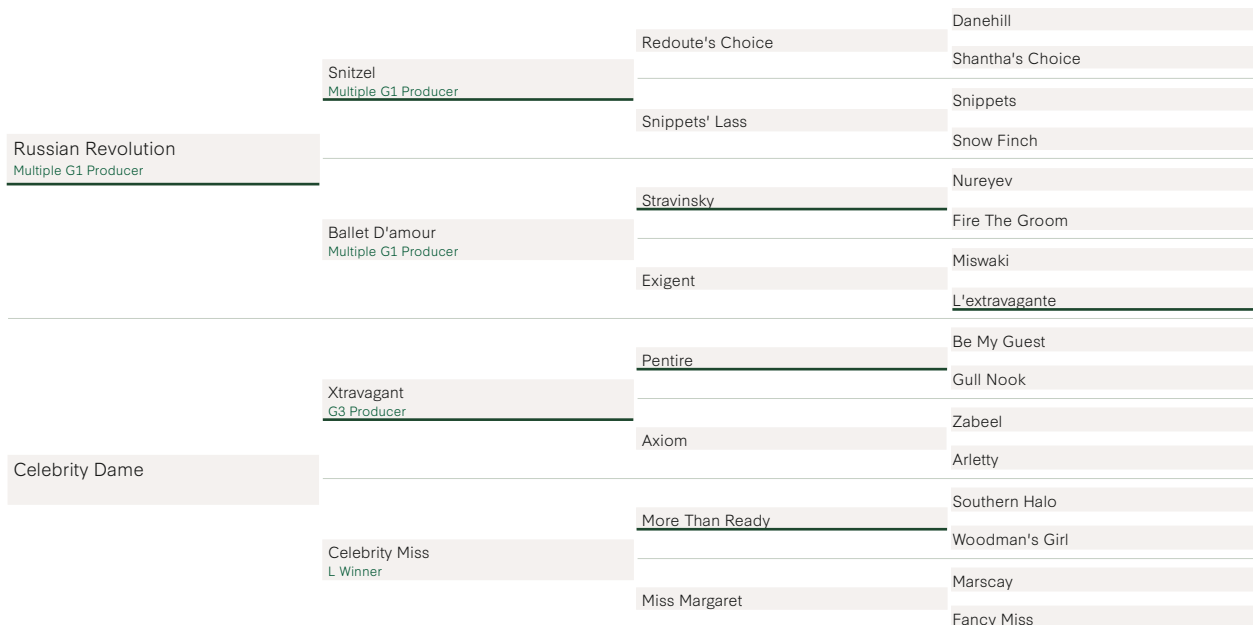 Russian Revolution
Multiple G1 Producer
Celebrity Dame
Snitzel
Multiple G1 Producer
Ballet D'amour
Multiple G1 Producer
Xtravagant
G3 Producer
Celebrity Miss
L Winner
Redoute's Choice
Snippets' Lass
Stravinsky
Exigent
Pentire
Axiom
More Than Ready
Miss Margaret
Danehill
Shantha's Choice
Snippets
Snow Finch
Nureyev
Fire The Groom
Miswaki
L'extravagante
Be My Guest
Gull Nook
Zabeel
Arletty
Southern Halo
Woodman's Girl
Marscay
Fancy Miss